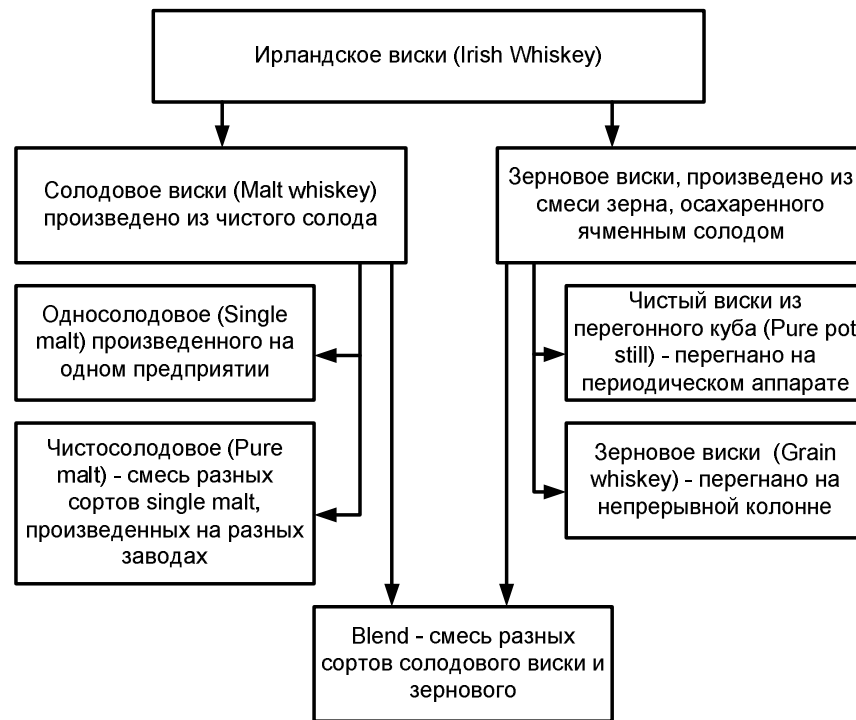 Ирландское виски (Irish Whiskey)
Солодовое виски (Malt whiskey)
произведено из чистого солода
Зерновое виски, произведено из
смеси зерна, осахаренного
ячменным солодом
Односолодовое (Single
malt) произведенного на
одном предприятии
Чистый виски из
перегонного куба (Pure pot
still) - перегнано на
периодическом аппарате
Чистосолодовое (Pure
malt) - смесь разных
сортов single malt,
произведенных на разных
заводах
Зерновое виски (Grain
whiskey) - перегнано на
непрерывной колонне
Blend - смесь разных
сортов солодового виски и
зернового